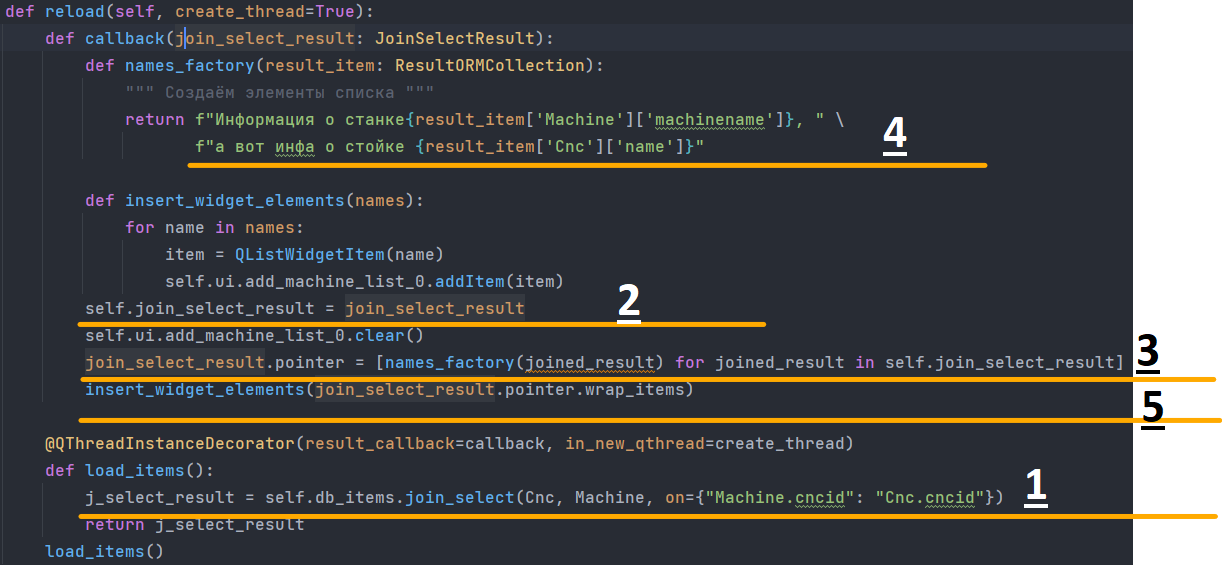 def reload(self, create_thread=True):
def callback(join_select_result: JoinSelectResult):
def names_factory(result_item: ResultORMCollection):
""" Создаём элементы списка """
return f"Информация о станке{result_item['Machine']['machinename']}, " \
f"а вот инфа о стойке {result_item['Cnc']['name']}"
4
def insert_widget_elements(names):
for name in names:
item = QListWidgetItem(name)
self.ui.add_machine_list_0.addItem(item)
self.join_select_result = join_select_result
2
self.ui.add_machine_list_0.clear()
join_select_result.pointer = [names_factory(joined_result) for joined_result in self.join_select_result]
3
insert_widget_elements(join_select_result.pointer.wrap_items)
5
@QThreadInstanceDecorator(result_callback=callback, in_new_qthread=create_thread)
def load_items():
j_select_result = self.db_items.join_select(Cnc, Machine, on={"Machine.cncid": "Cnc.cncid"})
1
return j_select_result
load_items()